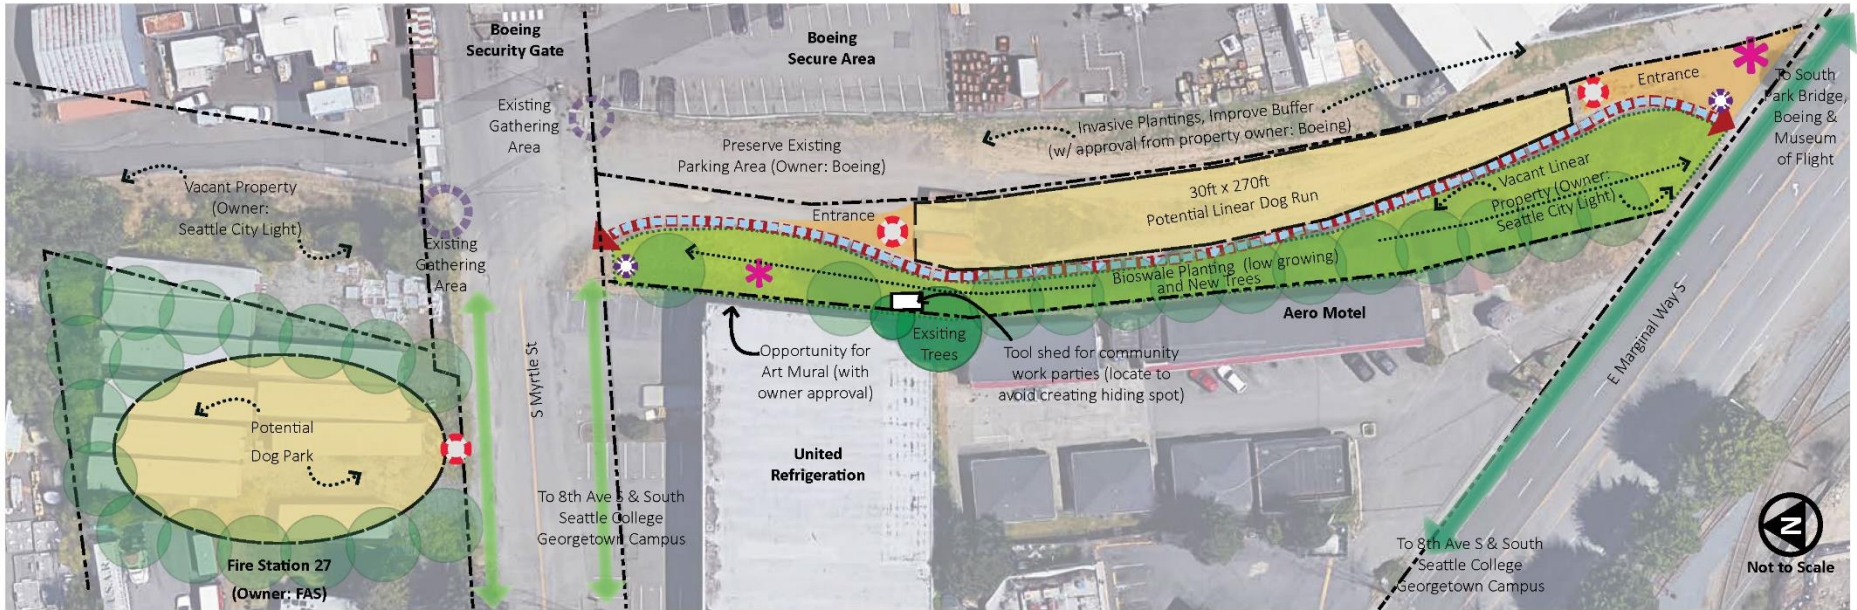 Boeing
Security Gate
Boeing
Secure Area
Existing
Gathering
Area
Entrance
To South
Park Bridge,
Boeing &
Museum
of Flight
Invasive Plantings, Improve Buffer
(w/ approval from property owner: Boeing)
Preserve Existing
Parking Area (Owner: Boeing)
Vacant Property
(Owner:
Seattle City Light)
30ft x 270ft
Potential Linear Dog Run
Vacant Linear
Property (Owner:
Seattle City Light)
Entrance
Existing
Gathering
Area
Bioswale Planting (low growing)
and New Trees
Aero Motel
Exsiting
Trees
Opportunity for
Art Mural (with
owner approval)
Tool shed for community
work parties (locate to
avoid creating hiding spot)
S Myrtle St
E Marginal Way S
Potential
Dog Park
United
Refrigeration
To 8th Ave S & South
Seattle College
Georgetown Campus
To 8th Ave S & South
Seattle College
Georgetown Campus
N
Not to Scale
Fire Station 27
(Owner: FAS)